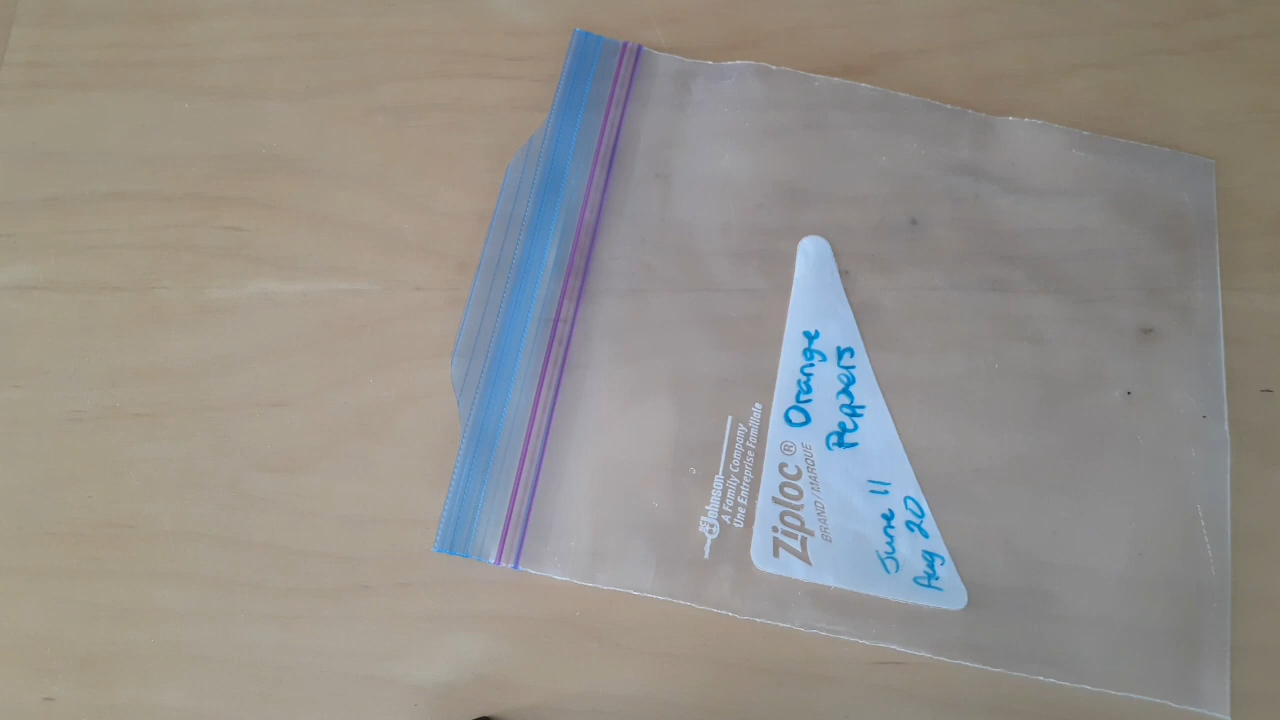 SC Johnson
A Family Company
Une Entreprise Familiale
Ziploc® Orange
BRAND/MARQUE Peppers
June 11
Aug 20